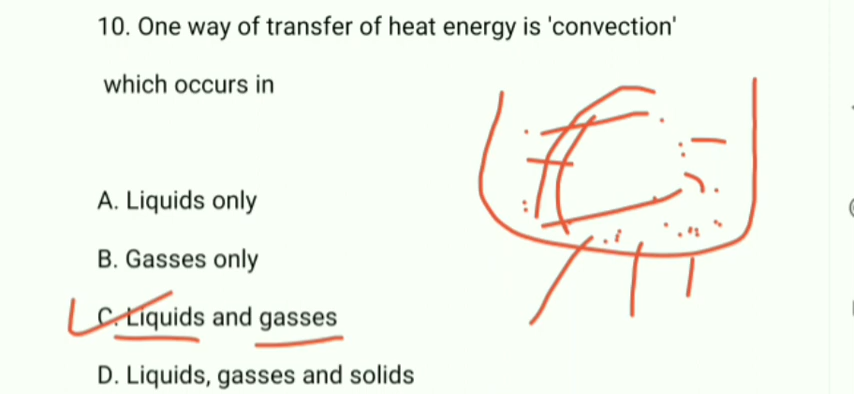 10. One way of transfer of heat energy is 'convection'
which occurs in
A. Liquids only
B. Gasses only
C. Liquids and gasses
D. Liquids, gasses and solids